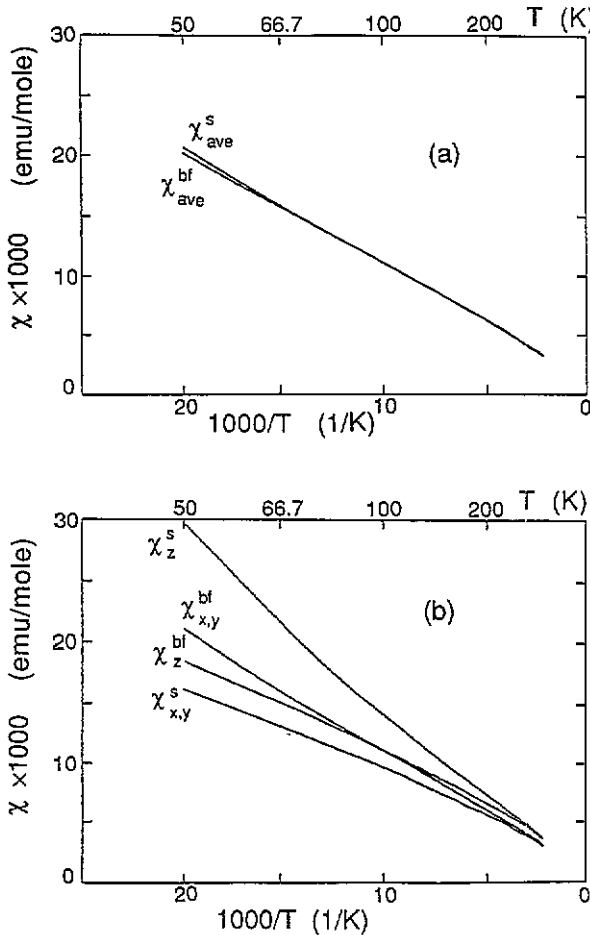 50 66.7 100 200 T (K)
30
χ^s_ave
(a)
20
χ^bf_ave
10
0
χ ×1000 (emu/mole)
20 10 0
1000/T (1/K)
50 66.7 100 200 T (K)
30
χ^s_z
χ^bf_x,y
(b)
20
χ^bf_z
χ^s_x,y
10
0
χ ×1000 (emu/mole)
20 10 0
1000/T (1/K)